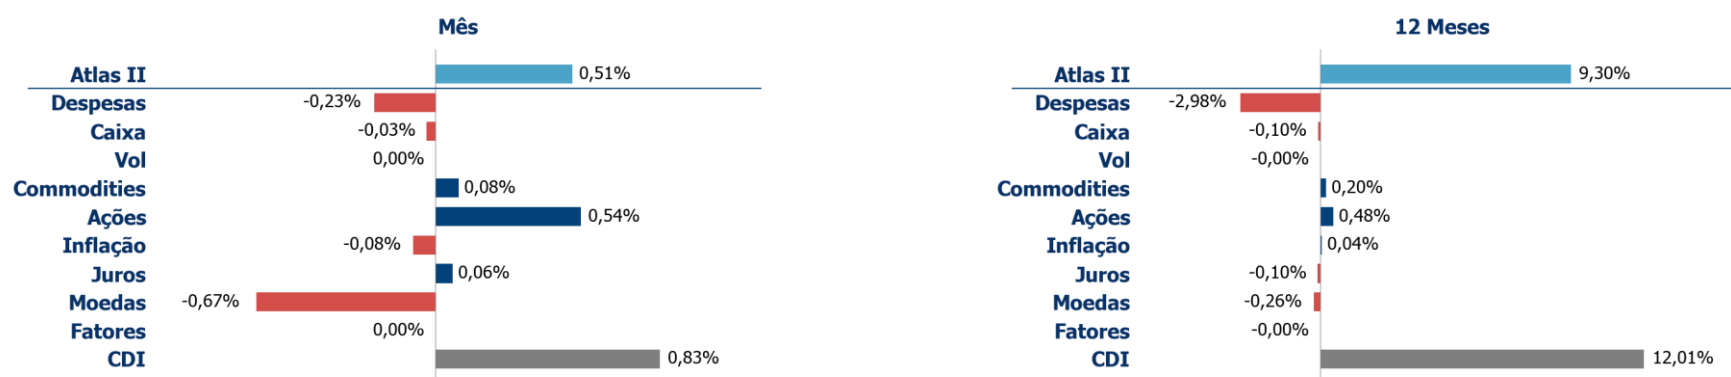 Mês
Atlas II 0,51%
Despesas -0,23%
Caixa -0,03%
Vol 0,00%
Commodities 0,08%
Ações 0,54%
Inflação -0,08%
Juros 0,06%
Moedas -0,67%
Fatores 0,00%
CDI 0,83%
12 Meses
Atlas II 9,30%
Despesas -2,98%
Caixa -0,10%
Vol -0,00%
Commodities 0,20%
Ações 0,48%
Inflação 0,04%
Juros -0,10%
Moedas -0,26%
Fatores -0,00%
CDI 12,01%